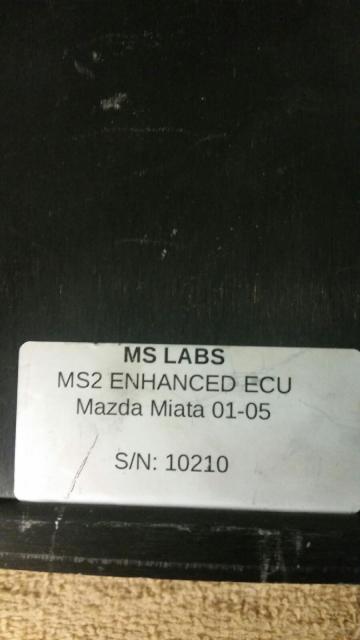 MS LABS
MS2 ENHANCED ECU
Mazda Miata 01-05
S/N: 10210